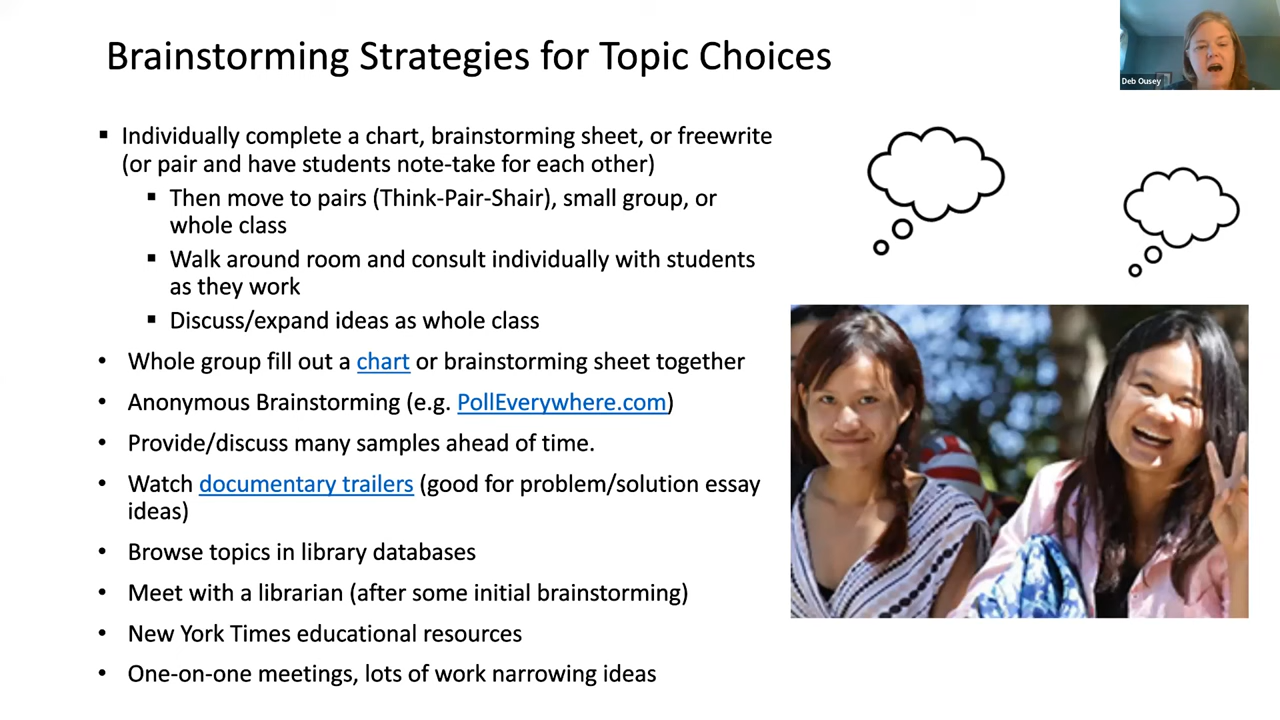 Brainstorming Strategies for Topic Choices
Deb Ousey
▪ Individually complete a chart, brainstorming sheet, or freewrite
(or pair and have students note-take for each other)
▪ Then move to pairs (Think-Pair-Shair), small group, or
whole class
▪ Walk around room and consult individually with students
as they work
▪ Discuss/expand ideas as whole class
• Whole group fill out a chart or brainstorming sheet together
• Anonymous Brainstorming (e.g. PollEverywhere.com)
• Provide/discuss many samples ahead of time.
• Watch documentary trailers (good for problem/solution essay
ideas)
• Browse topics in library databases
• Meet with a librarian (after some initial brainstorming)
• New York Times educational resources
• One-on-one meetings, lots of work narrowing ideas